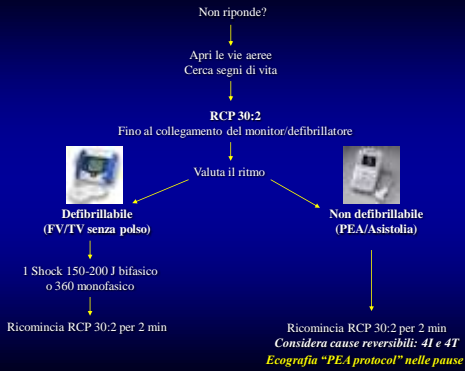 Non riponde?
Apri le vie aeree
Cerca segni di vita
RCP 30:2
Fino al collegamento del monitor/defibrillatore
Valuta il ritmo
Defibrillabile
(FV/TV senza polso)
1 Shock 150-200 J bifasico
o 360 monofasico
Ricomincia RCP 30:2 per 2 min
Non defibrillabile
(PEA/Asistolia)
Ricomincia RCP 30:2 per 2 min
Considera cause reversibili: 4I e 4T
Ecografia “PEA protocol” nelle pause